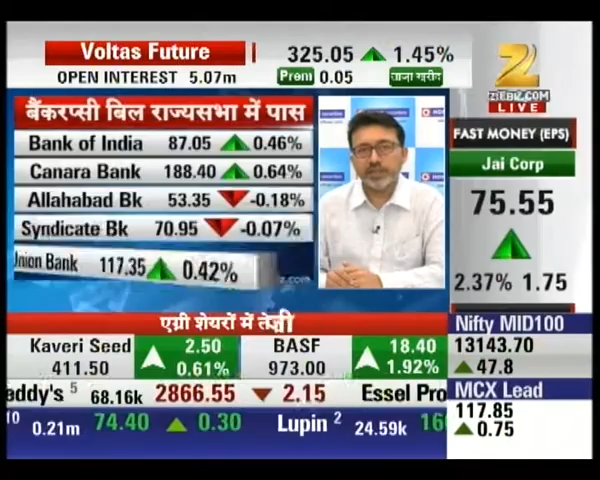 Voltas Future
325.05 1.45%
OPEN INTEREST 5.07m
Prem 0.05
ताज़ा खरीद
ZEEBIZ.COM
LIVE
बैंकरप्सी बिल राज्यसभा में पास
Bank of India 87.05 0.46%
Canara Bank 188.40 0.64%
Allahabad Bk 53.35 -0.18%
Syndicate Bk 70.95 -0.07%
Union Bank 117.35 0.42%
FAST MONEY (EPS)
Jai Corp
75.55
2.37% 1.75
एग्री शेयरों में तेजी
Kaveri Seed 2.50 BASF 18.40
411.50 0.61% 973.00 1.92%
Nifty MID100
13143.70
47.8
eddy's 5 68.16k 2866.55 2.15 Essel Pro
MCX Lead
117.85
0.75
10 0.21m 74.40 0.30 Lupin 2 24.59k 16